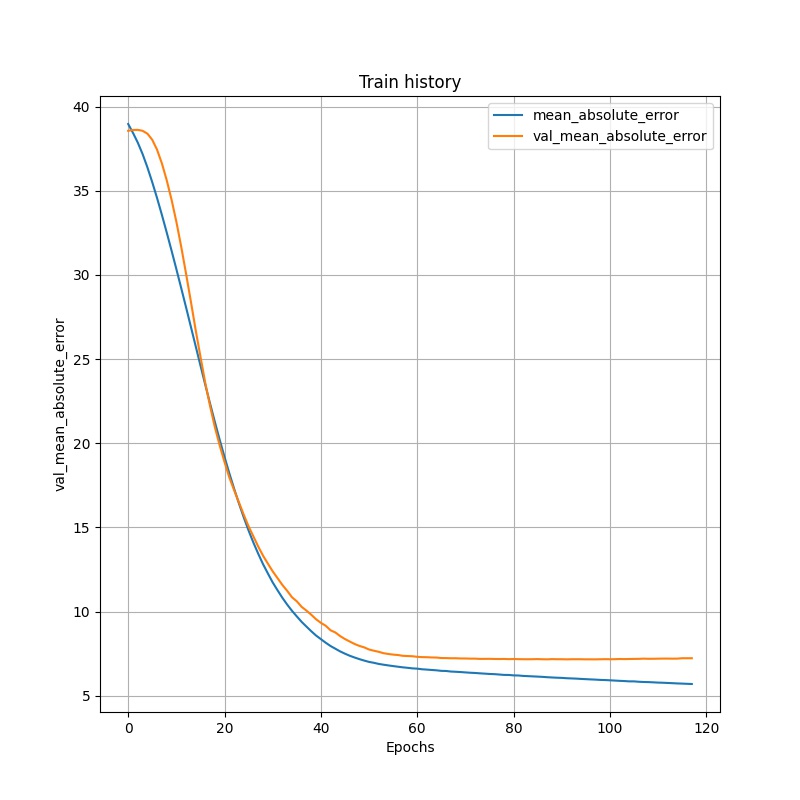 Train history
mean_absolute_error
val_mean_absolute_error
val_mean_absolute_error
40
35
30
25
20
15
10
5
0 20 40 60 80 100 120
Epochs